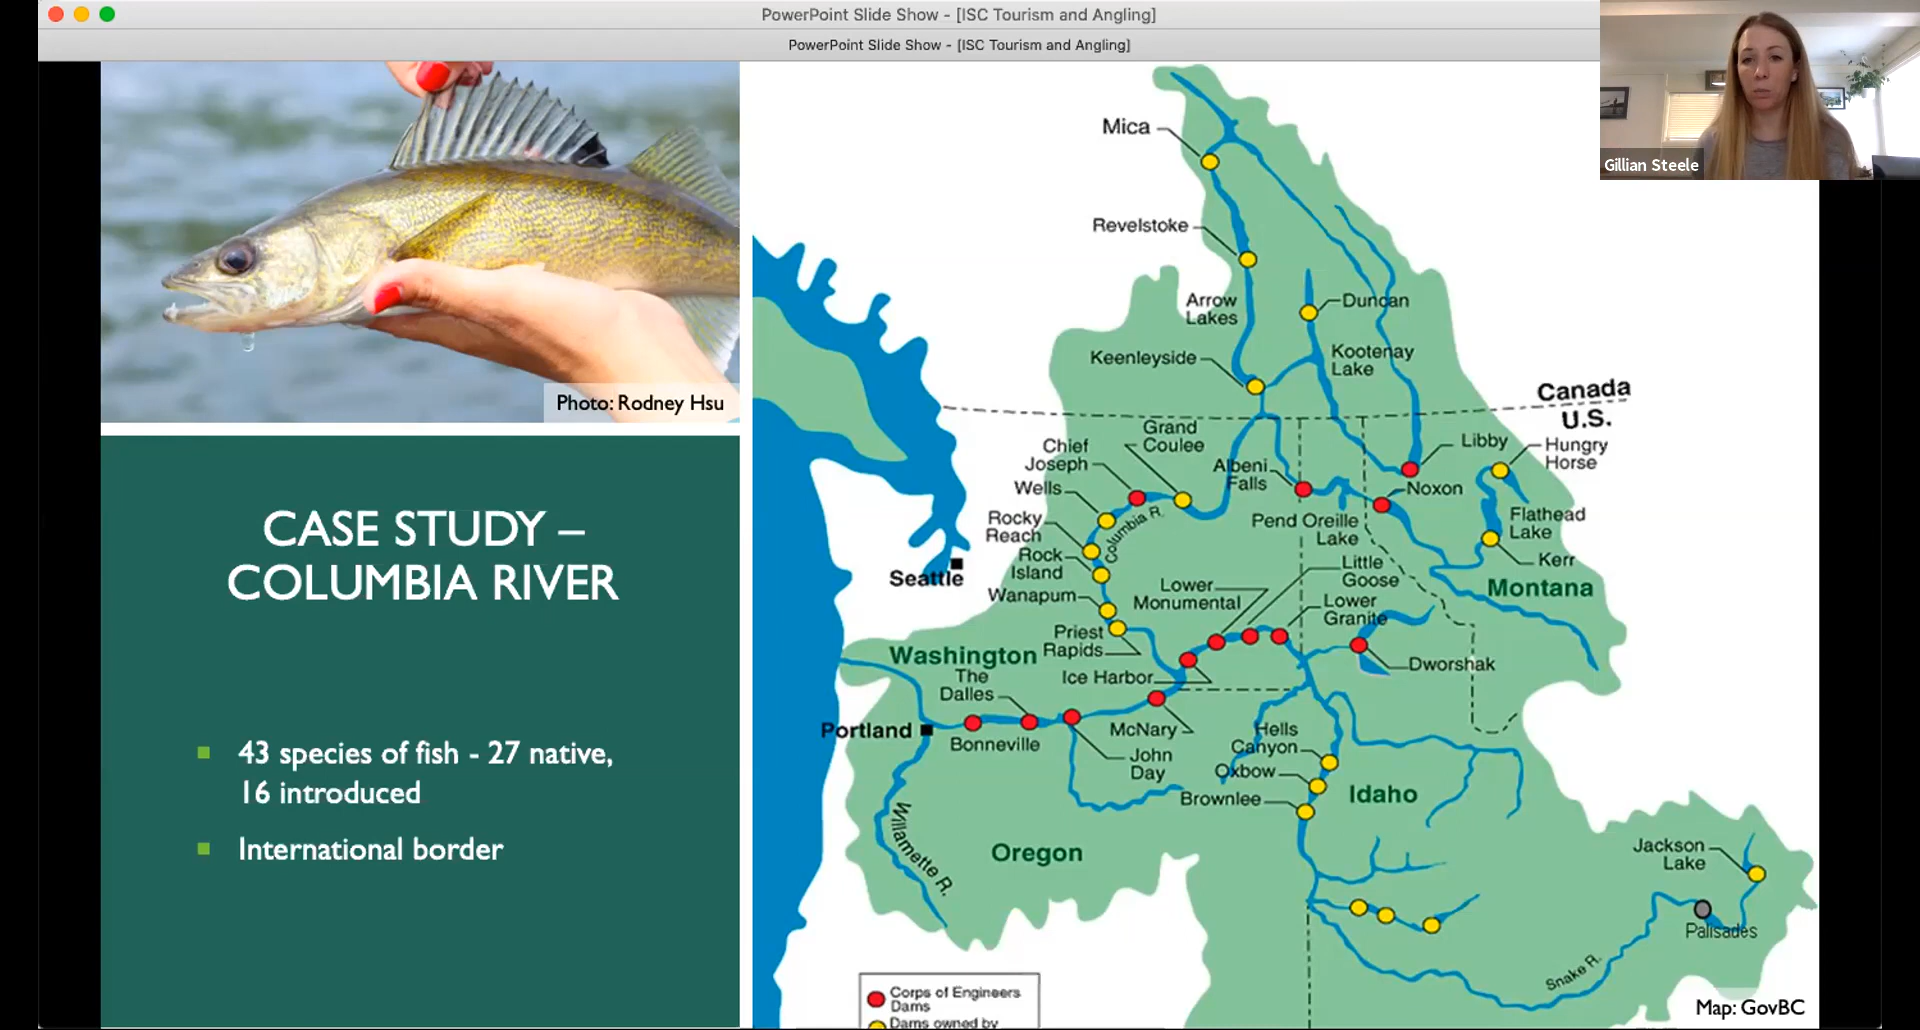 PowerPoint Slide Show - [ISC Tourism and Angling]
PowerPoint Slide Show - [ISC Tourism and Angling]
Gillian Steele
Photo: Rodney Hsu
CASE STUDY –
COLUMBIA RIVER
43 species of fish - 27 native,
16 introduced
International border
Mica
Revelstoke
Arrow
Lakes
Duncan
Keenleyside
Kootenay
Lake
Canada
U.S.
Grand
Coulee
Chief
Joseph
Libby
Hungry
Horse
Albeni
Falls
Wells
Noxon
Columbia R.
Rocky
Reach
Pend Oreille
Lake
Flathead
Lake
Rock
Island
Kerr
Seattle
Little
Goose
Lower
Monumental
Montana
Wanapum
Lower
Granite
Priest
Rapids
Washington
Dworshak
Ice Harbor
The
Dalles
Portland
Bonneville
McNary
John
Day
Hells
Canyon
Oxbow
Brownlee
Idaho
Willamette R.
Oregon
Jackson
Lake
Palisades
Snake R.
Corps of Engineers
Dams
Dams owned by
Map: GovBC